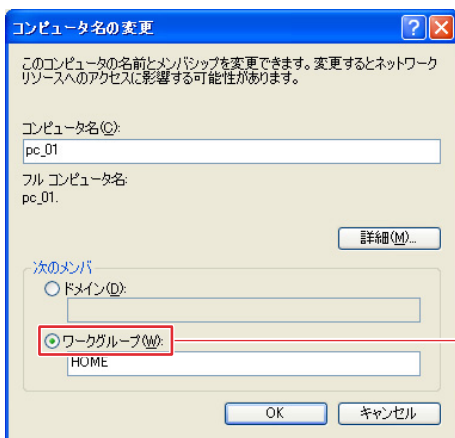 コンピュータ名の変更
このコンピュータの名前とメンバシップを変更できます。変更するとネットワーク
リソースへのアクセスに影響する可能性があります。
コンピュータ名(C):
pc_01
フル コンピュータ名:
pc_01.
詳細(M)...
次のメンバ
ドメイン(D):
ワークグループ(W):
HOME
OK
キャンセル